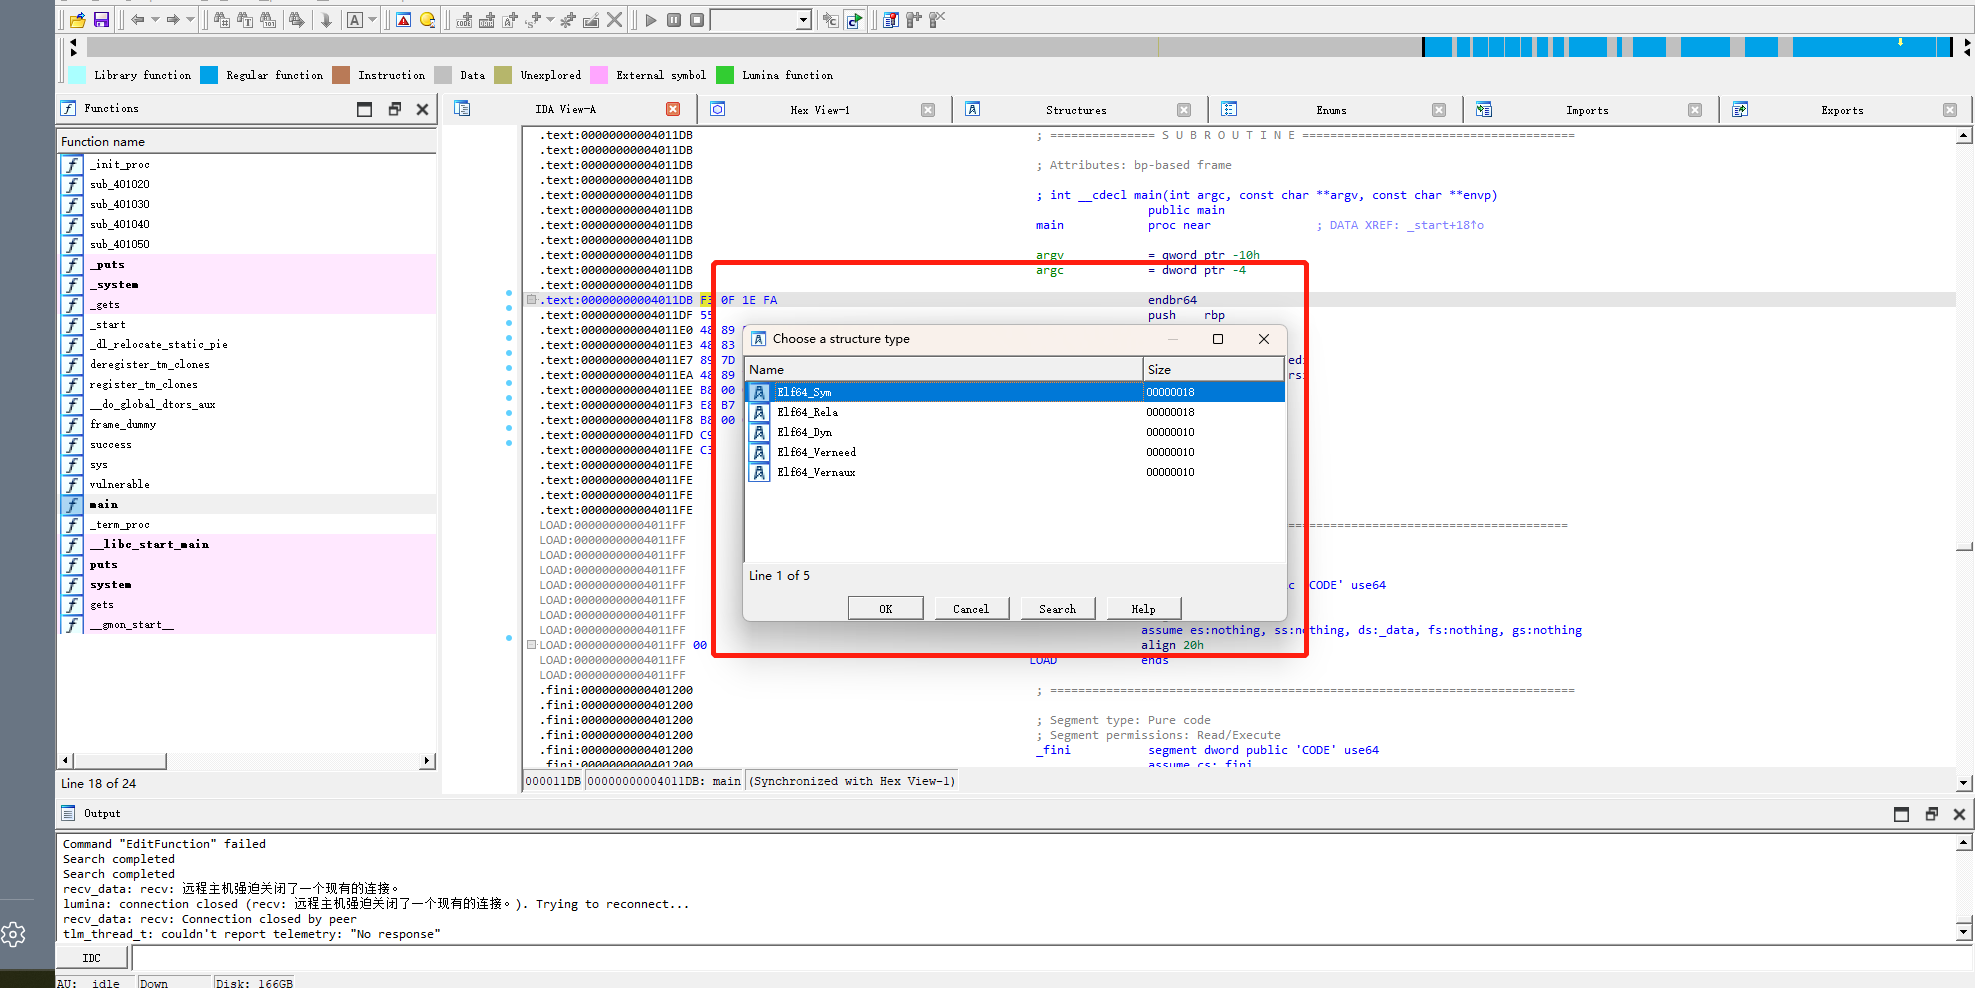 Library function Regular function Instruction Data Unexplored External symbol Lumina function
Functions
Function name
_init_proc
sub_401020
sub_401030
sub_401040
sub_401050
_puts
_system
_gets
_start
_dl_relocate_static_pie
deregister_tm_clones
register_tm_clones
__do_global_dtors_aux
frame_dummy
success
sys
vulnerable
main
_term_proc
__libc_start_main
puts
system
gets
__gmon_start__
Line 18 of 24
IDA View-A Hex View-1 Structures Enums Imports Exports
.text:00000000004011DB ; =============== S U B R O U T I N E =======================================
.text:00000000004011DB
.text:00000000004011DB ; Attributes: bp-based frame
.text:00000000004011DB
.text:00000000004011DB ; int __cdecl main(int argc, const char **argv, const char **envp)
.text:00000000004011DB public main
.text:00000000004011DB main proc near ; DATA XREF: _start+18↑o
.text:00000000004011DB
.text:00000000004011DB argv = qword ptr -10h
.text:00000000004011DB argc = dword ptr -4
.text:00000000004011DB
.text:00000000004011DB F3 0F 1E FA endbr64
.text:00000000004011DF 55 push rbp
.text:00000000004011E0 48 89
.text:00000000004011E3 48 83
.text:00000000004011E7 89 7D
.text:00000000004011EA 48 89
.text:00000000004011EE B8 00
.text:00000000004011F3 E8 B7
.text:00000000004011F8 B8 00
.text:00000000004011FD C9
.text:00000000004011FE C3
.text:00000000004011FE
.text:00000000004011FE
.text:00000000004011FE
.text:00000000004011FE
LOAD:00000000004011FF
LOAD:00000000004011FF
LOAD:00000000004011FF
LOAD:00000000004011FF
LOAD:00000000004011FF 'CODE' use64
LOAD:00000000004011FF
LOAD:00000000004011FF
LOAD:00000000004011FF assume es:nothing, ss:nothing, ds:_data, fs:nothing, gs:nothing
LOAD:00000000004011FF 00 align 20h
LOAD:00000000004011FF LOAD ends
LOAD:00000000004011FF
.fini:0000000000401200 ; ===========================================================================
.fini:0000000000401200
.fini:0000000000401200 ; Segment type: Pure code
.fini:0000000000401200 ; Segment permissions: Read/Execute
.fini:0000000000401200 _fini segment dword public 'CODE' use64
.fini:0000000000401200 assume cs:_fini
000011DB 00000000004011DB: main (Synchronized with Hex View-1)
Choose a structure type
Name Size
Elf64_Sym 00000018
Elf64_Rela 00000018
Elf64_Dyn 00000010
Elf64_Verneed 00000010
Elf64_Vernaux 00000010
Line 1 of 5
OK Cancel Search Help
Output
Command "EditFunction" failed
Search completed
Search completed
recv_data: recv: 远程主机强迫关闭了一个现有的连接。
lumina: connection closed (recv: 远程主机强迫关闭了一个现有的连接。). Trying to reconnect...
recv_data: recv: Connection closed by peer
tlm_thread_t: couldn't report telemetry: "No response"
IDC
AU: idle Down Disk: 166GB